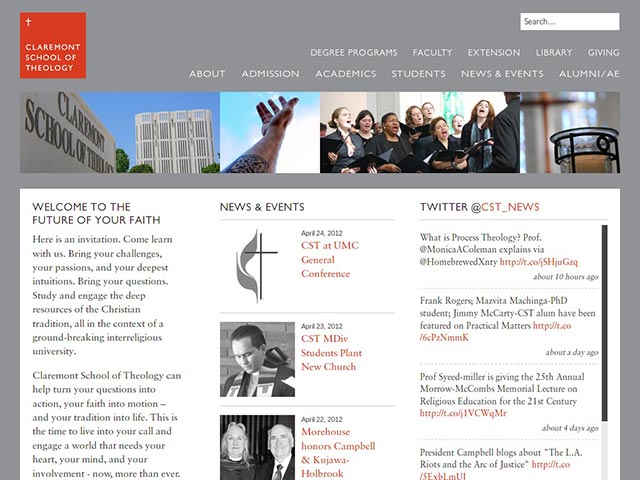 Search...
CLAREMONT
SCHOOL OF
THEOLOGY
DEGREE PROGRAMS FACULTY EXTENSION LIBRARY GIVING
ABOUT ADMISSION ACADEMICS STUDENTS NEWS & EVENTS ALUMNI/AE
CLAREMONT
SCHOOL OF THEOLO
WELCOME TO THE
FUTURE OF YOUR FAITH
Here is an invitation. Come learn
with us. Bring your challenges,
your passions, and your deepest
intuitions. Bring your questions.
Study and engage the deep
resources of the Christian
tradition, all in the context of a
ground-breaking interreligious
university.
Claremont School of Theology can
help turn your questions into
action, your faith into motion –
and your tradition into life. This is
the time to live into your call and
engage a world that needs your
heart, your mind, and your
involvement - now, more than ever.
NEWS & EVENTS
April 24, 2012
CST at UMC
General
Conference
April 23, 2012
CST MDiv
Students Plant
New Church
April 22, 2012
Morehouse
honors Campbell
& Kujawa-
Holbrook
TWITTER @CST_NEWS
What is Process Theology? Prof.
@MonicaAColeman explains via
@HomebrewedXnty http://t.co/jSHjuGzq
about 10 hours ago
Frank Rogers; Mazvita Machinga-PhD
student; Jimmy McCarty-CST alum have been
featured on Practical Matters http://t.co
/6cPzNmmK
about a day ago
Prof Syeed-miller is giving the 25th Annual
Morrow-McCombs Memorial Lecture on
Religious Education for the 21st Century
http://t.co/j1VCWqMr
about 4 days ago
President Campbell blogs about "The L.A.
Riots and the Arc of Justice" http://t.co
/5ExbLmUJ